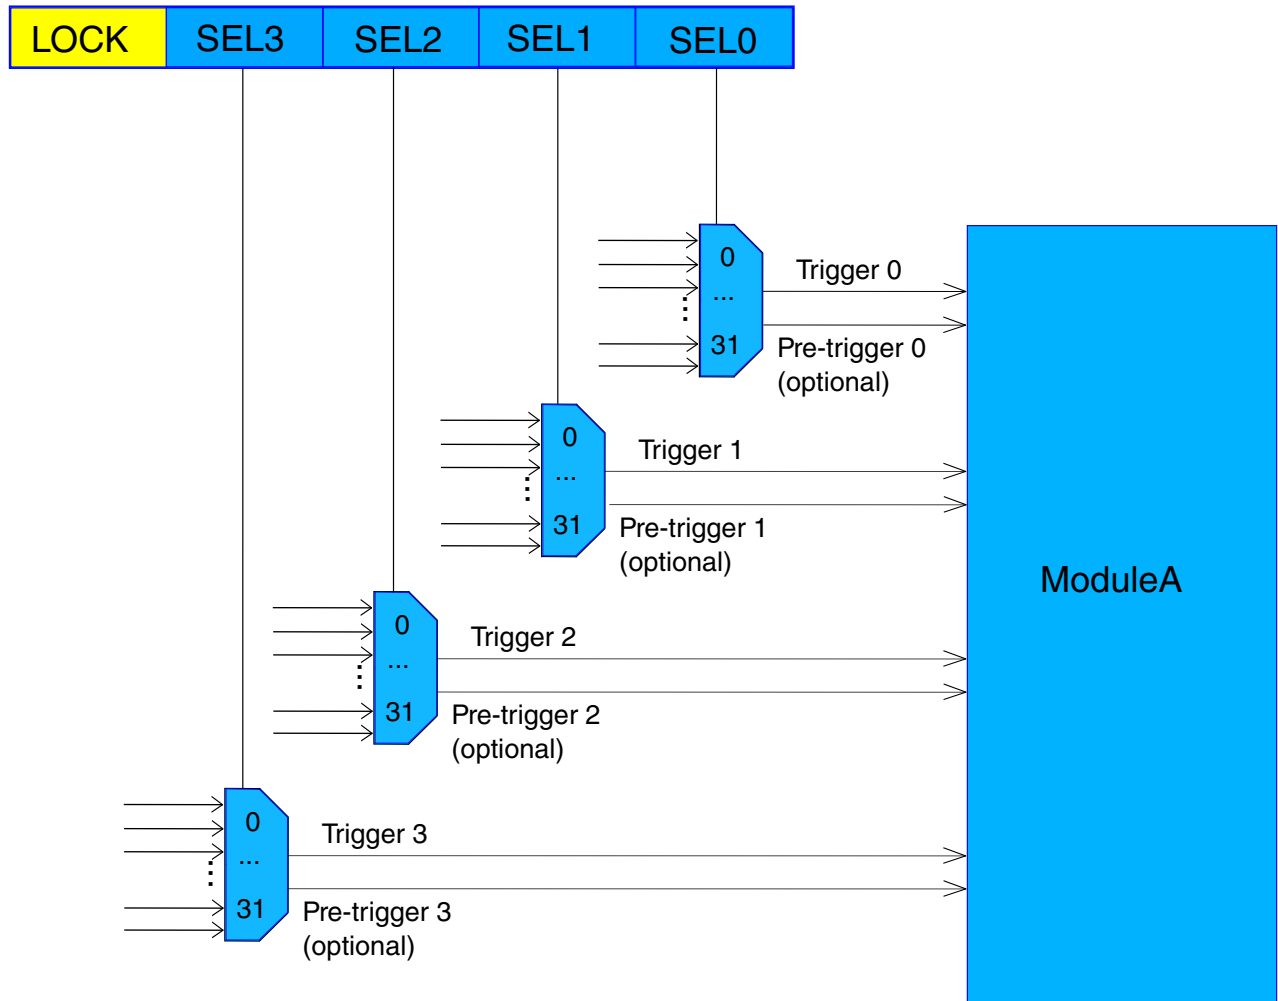 LOCK SEL3 SEL2 SEL1 SEL0
0
...
31
Trigger 0
Pre-trigger 0
(optional)
0
...
31
Trigger 1
Pre-trigger 1
(optional)
ModuleA
0
...
31
Trigger 2
Pre-trigger 2
(optional)
0
...
31
Trigger 3
Pre-trigger 3
(optional)